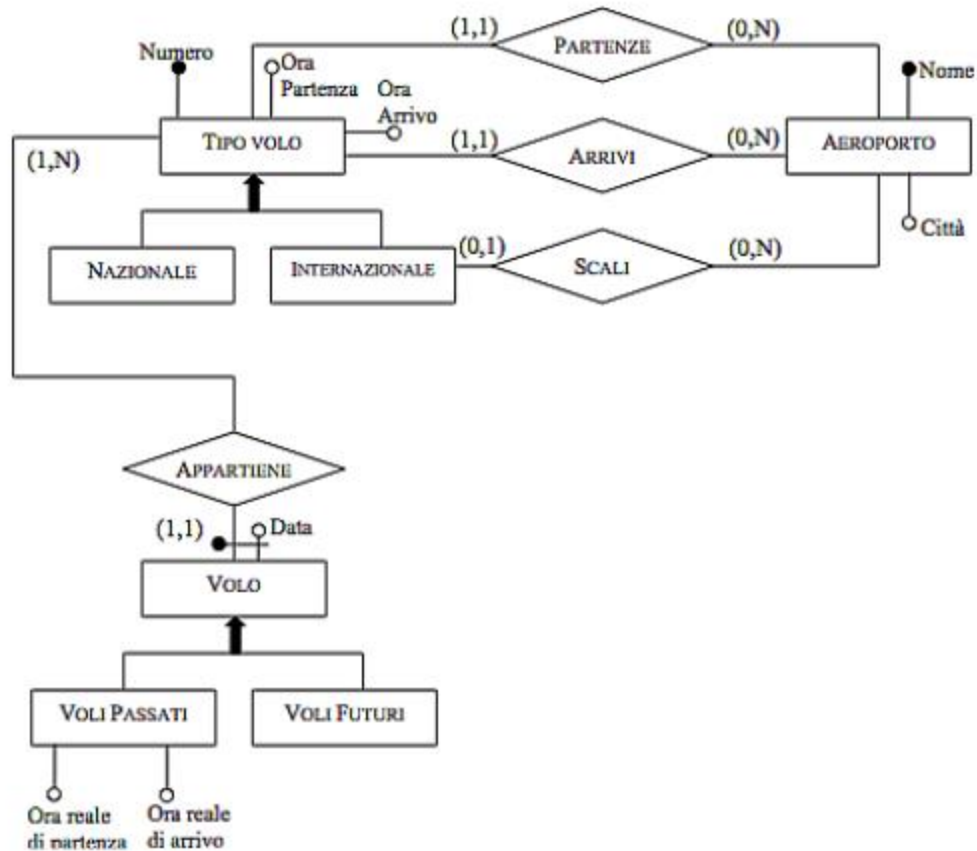 (1,1)
PARTENZE
(0,N)
Numero
Ora
Partenza
Ora
Arrivo
Nome
TIPO VOLO
(1,N)
(1,1)
ARRIVI
(0,N)
AEROPORTO
Città
NAZIONALE
INTERNAZIONALE
(0,1)
SCALI
(0,N)
APPARTIENE
(1,1)
Data
VOLO
VOLI PASSATI
VOLI FUTURI
Ora reale
di partenza
Ora reale
di arrivo